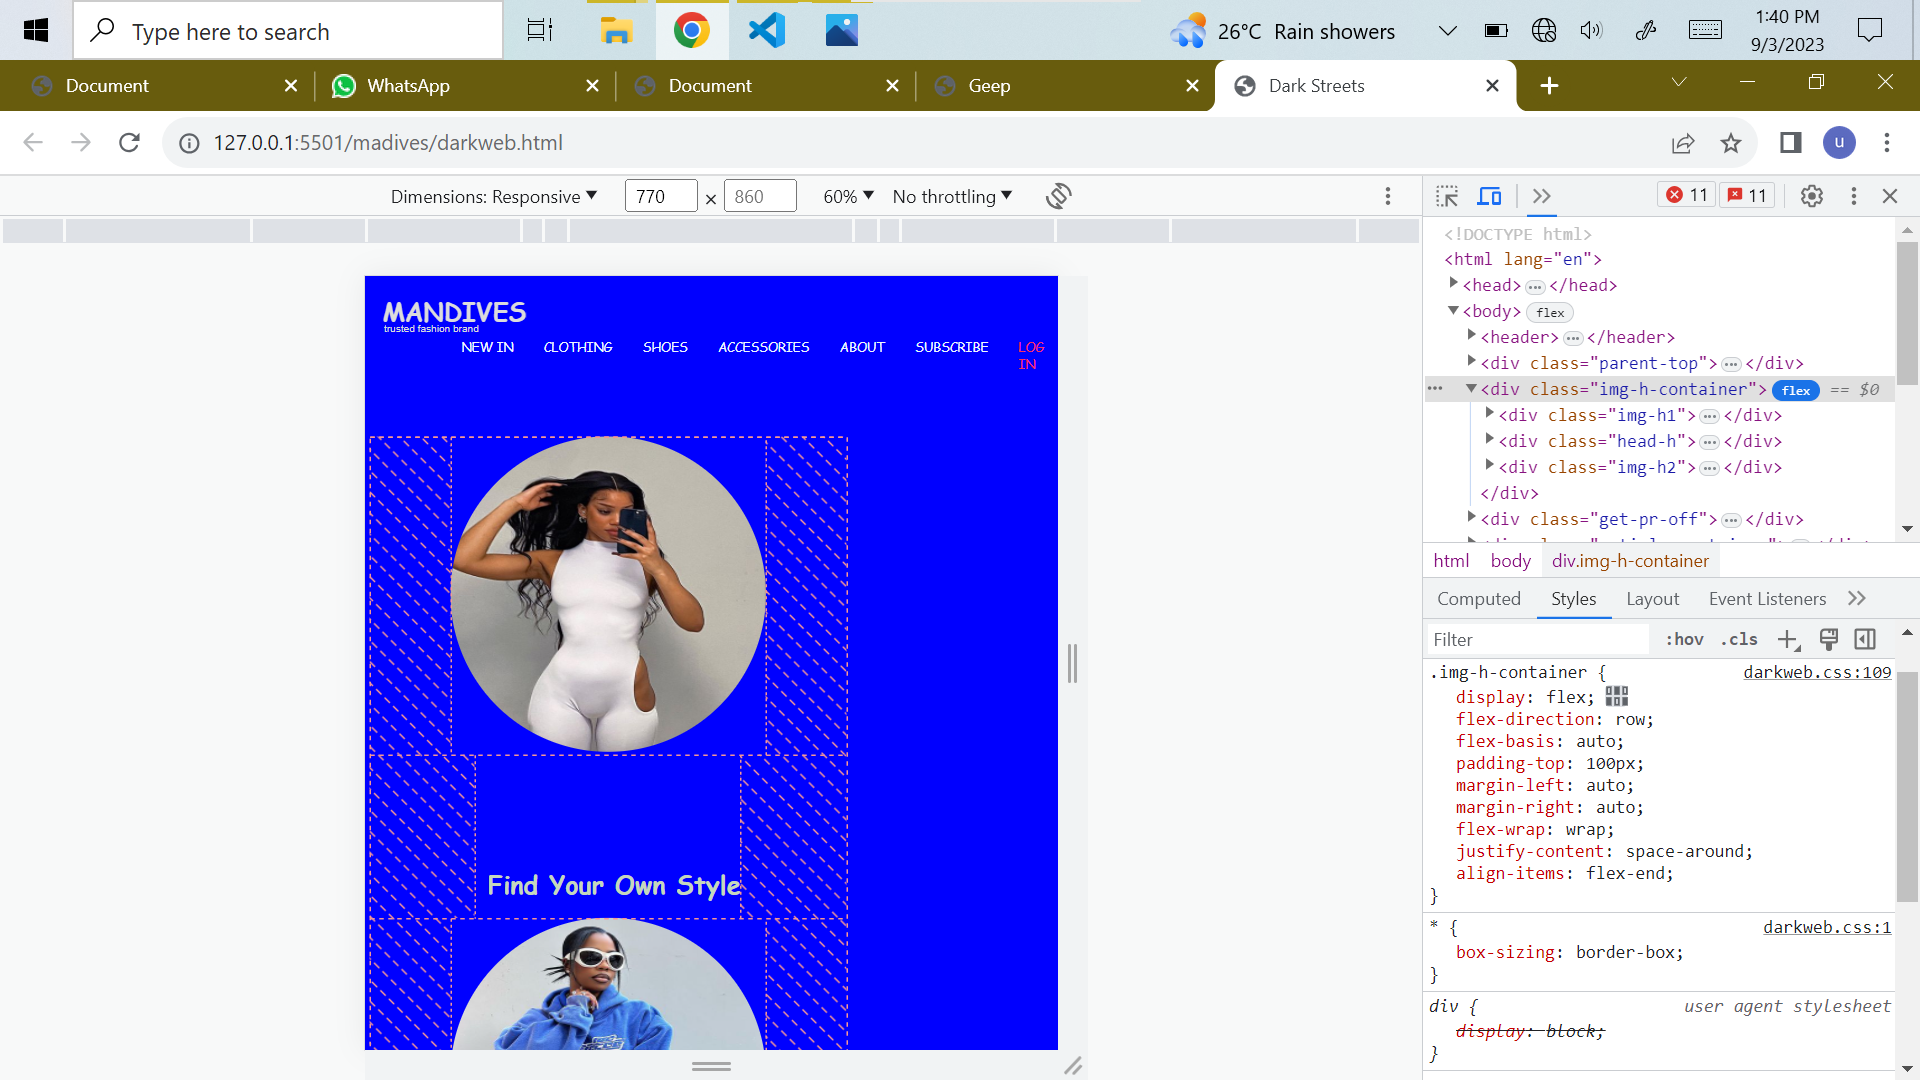 Type here to search
26°C Rain showers
1:40 PM
9/3/2023
Document
WhatsApp
Document
Geep
Dark Streets
127.0.0.1:5501/madives/darkweb.html
u
Dimensions: Responsive
770 × 860
60%
No throttling
11
11
<!DOCTYPE html>
<html lang="en">
<head> ••• </head>
<body> flex
<header> ••• </header>
<div class="parent-top"> ••• </div>
••• <div class="img-h-container"> flex == $0
<div class="img-h1"> ••• </div>
<div class="head-h"> ••• </div>
<div class="img-h2"> ••• </div>
</div>
<div class="get-pr-off"> ••• </div>
html body div.img-h-container
Computed Styles Layout Event Listeners
Filter
:hov .cls
.img-h-container {
darkweb.css:109
display: flex;
flex-direction: row;
flex-basis: auto;
padding-top: 100px;
margin-left: auto;
margin-right: auto;
flex-wrap: wrap;
justify-content: space-around;
align-items: flex-end;
}
* {
darkweb.css:1
box-sizing: border-box;
}
div {
user agent stylesheet
display: block;
}
MANDIVES
trusted fashion brand
NEW IN CLOTHING SHOES ACCESSORIES ABOUT SUBSCRIBE LOG
IN
Find Your Own Style